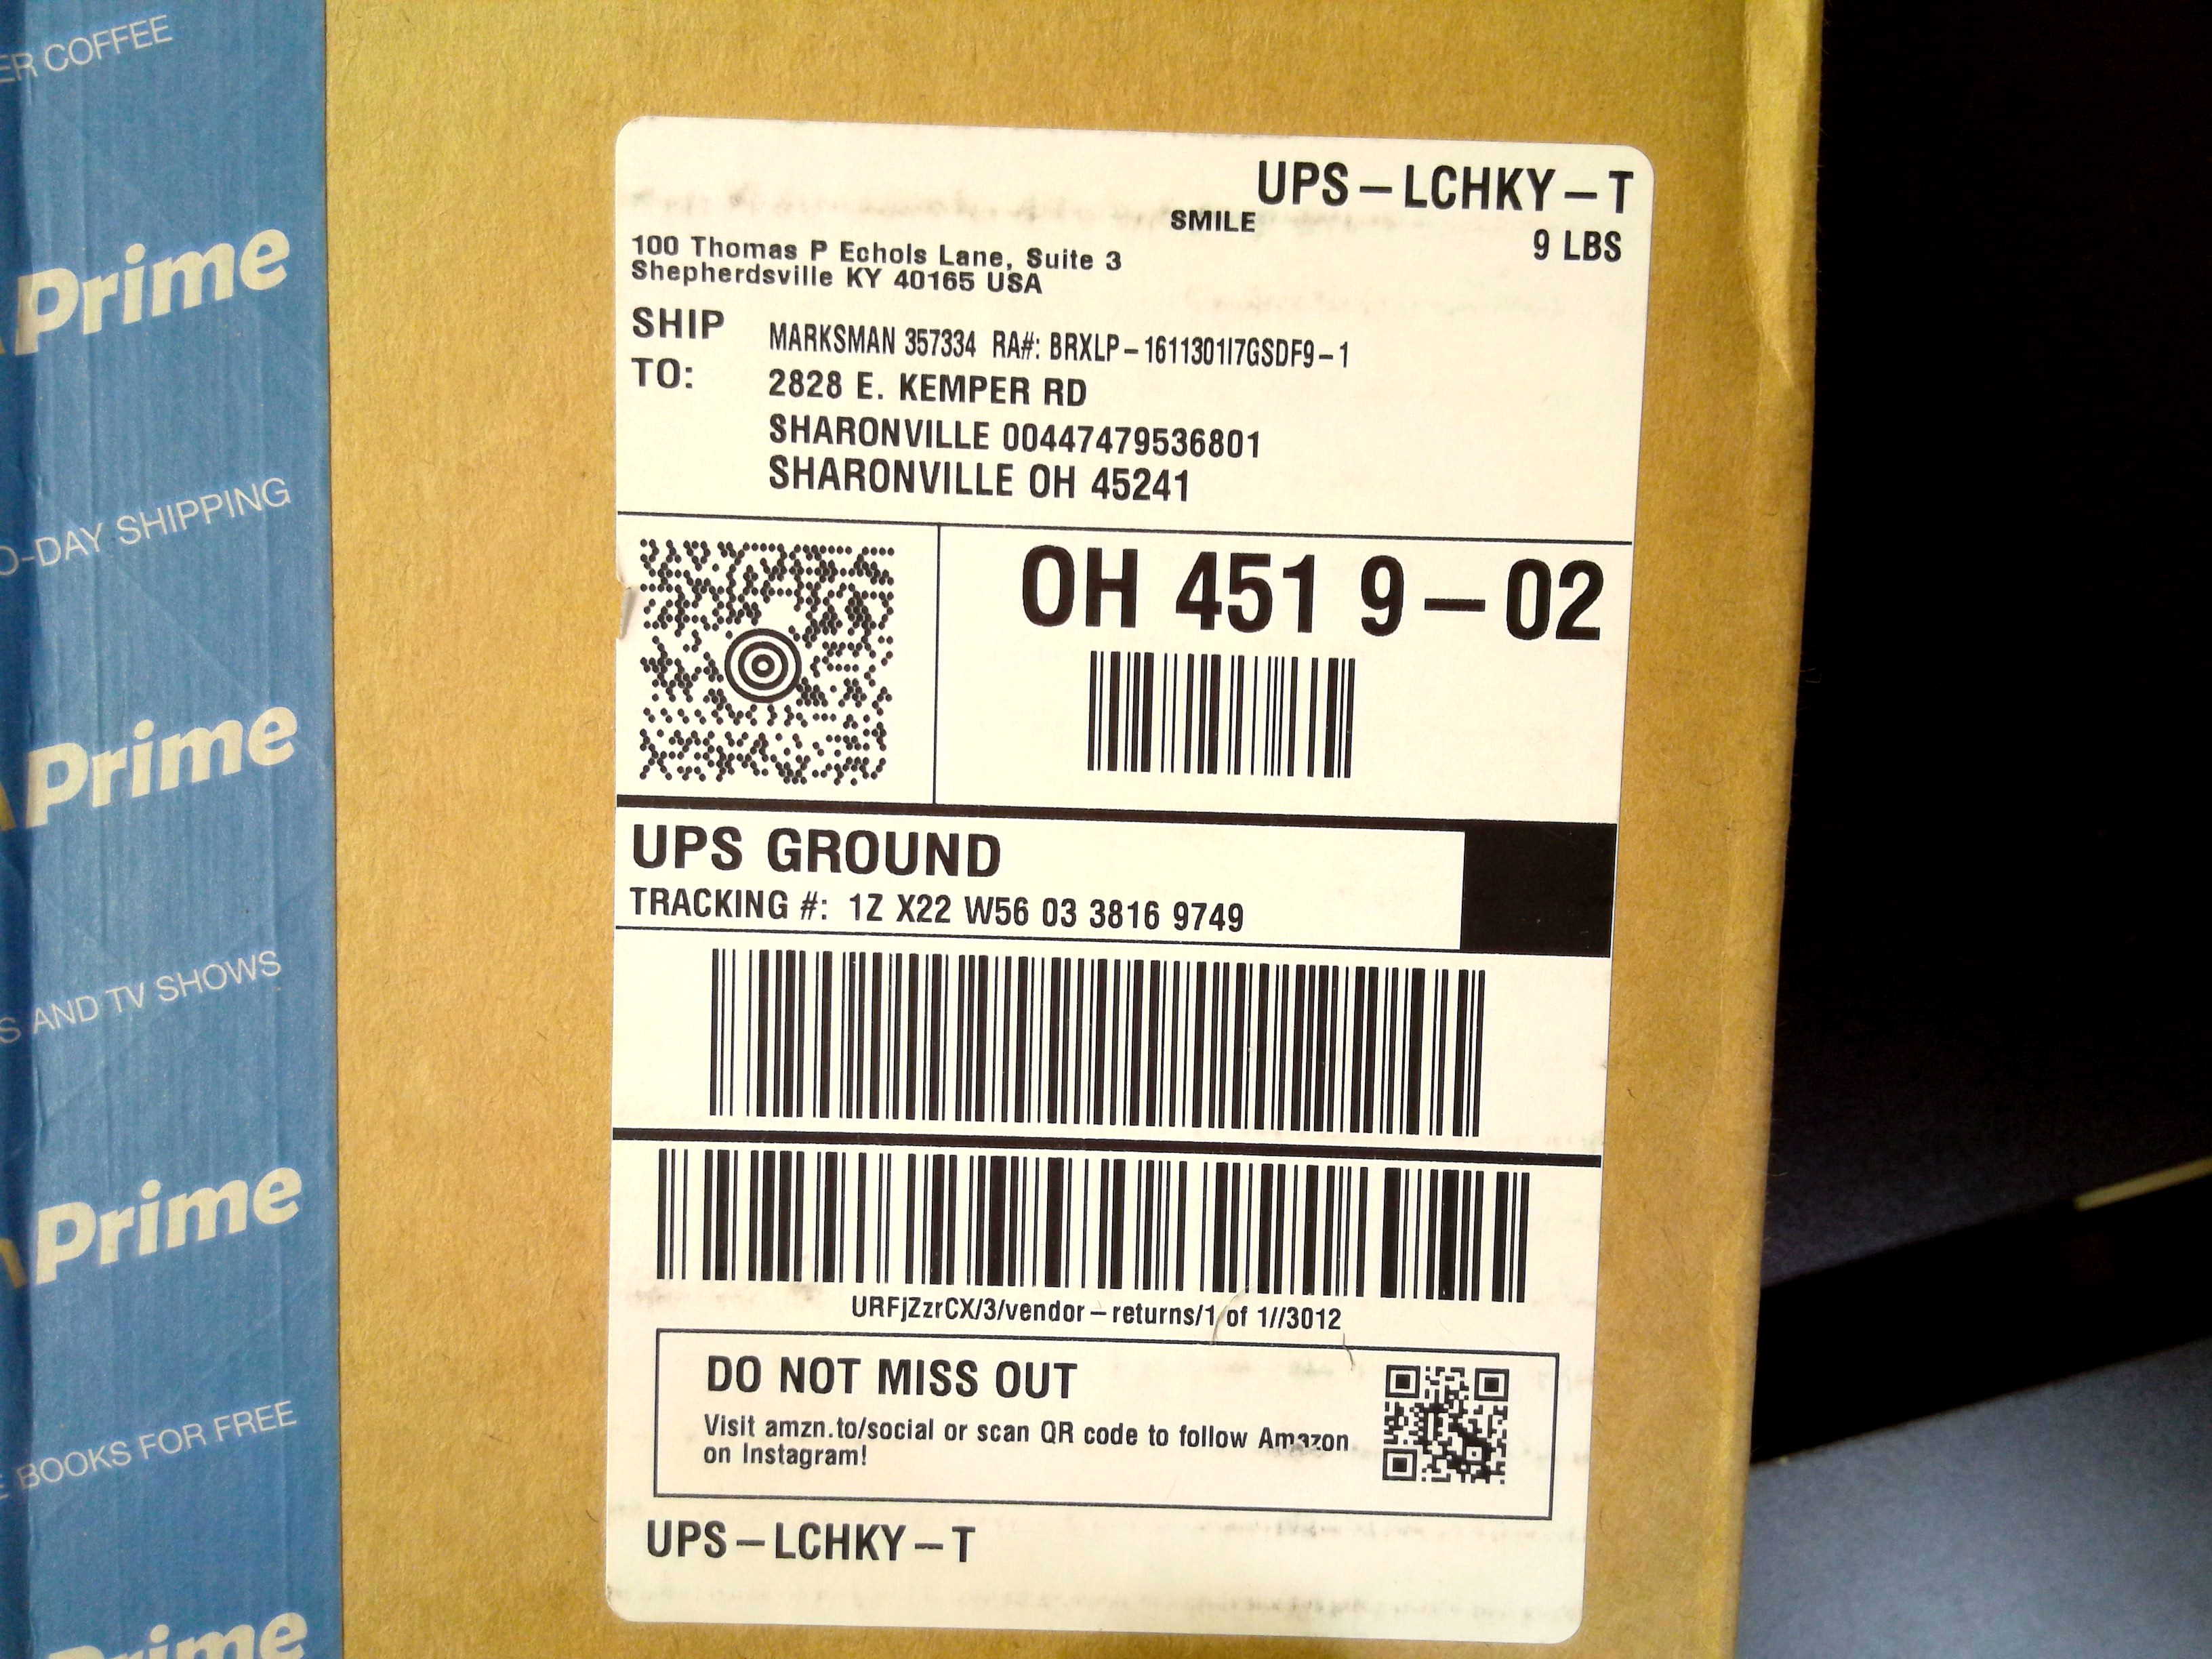 ER COFFEE
Prime
O-DAY SHIPPING
Prime
S AND TV SHOWS
Prime
BOOKS FOR FREE
Prime
UPS – LCHKY – T
SMILE
9 LBS
100 Thomas P Echols Lane, Suite 3
Shepherdsville KY 40165 USA
SHIP TO:
MARKSMAN 357334 RA#: BRXLP – 1611301I7GSDF9 – 1
2828 E. KEMPER RD
SHARONVILLE 00447479536801
SHARONVILLE OH 45241
OH 451 9 – 02
UPS GROUND
TRACKING #: 1Z X22 W56 03 3816 9749
URFjZzrCX/3/vendor – returns/1 of 1//3012
DO NOT MISS OUT
Visit amzn.to/social or scan QR code to follow Amazon
on Instagram!
UPS – LCHKY – T